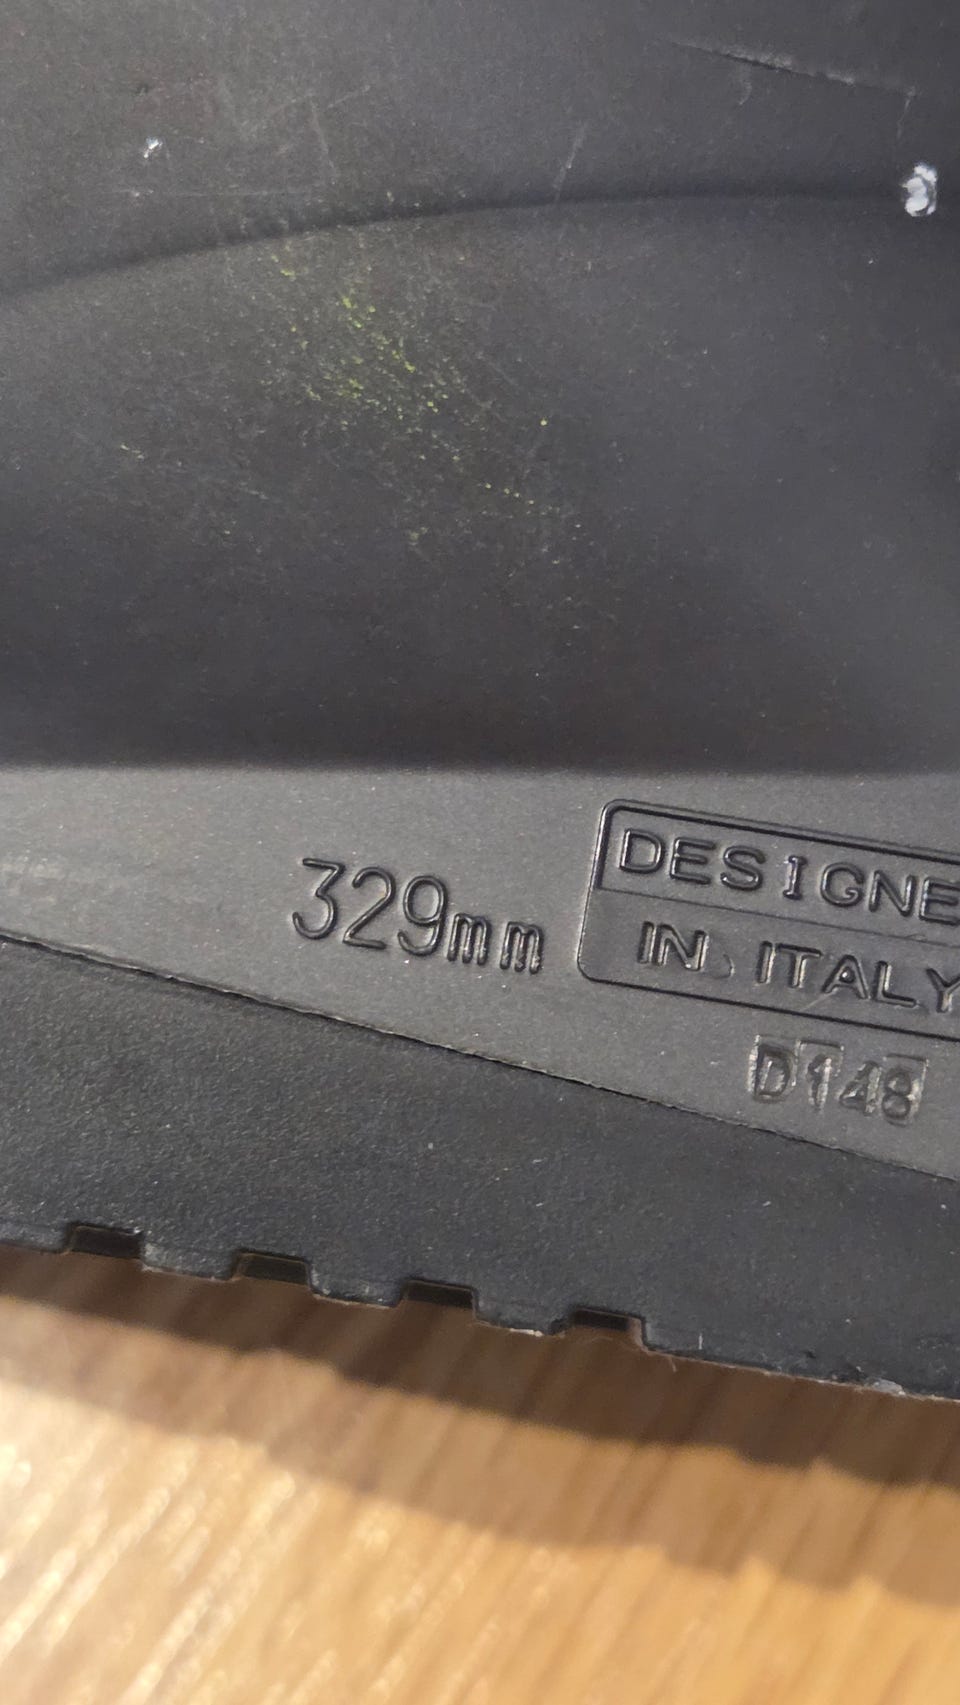 329mm
DESIGNE
IN ITALY
D148